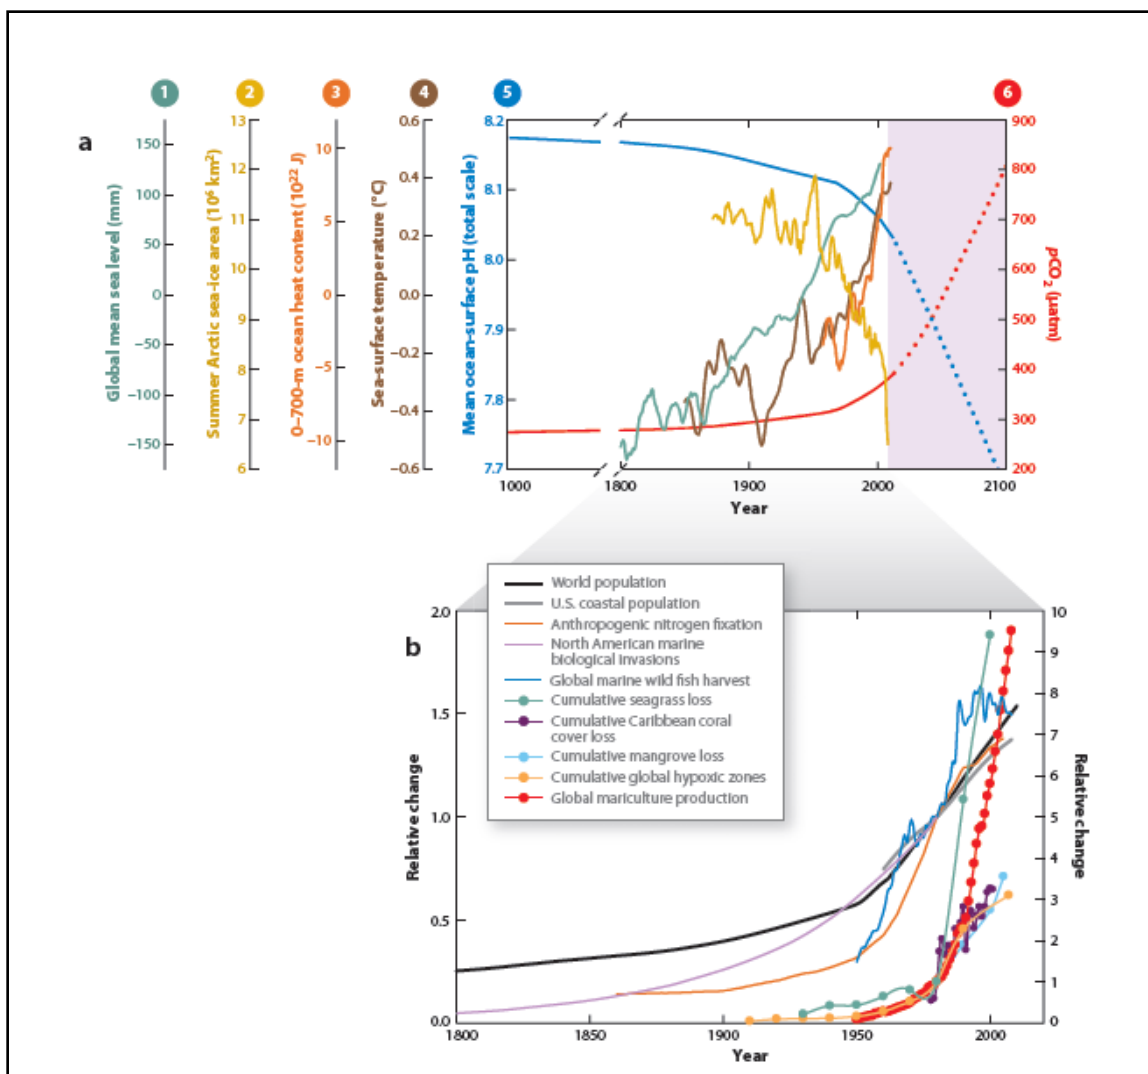 1 2 3 4 5 6
a
Global mean sea level (mm)
150
100
50
0
−50
−100
−150
Summer Arctic sea-ice area (10⁶ km²)
13
12
11
10
9
8
7
6
0–700-m ocean heat content (10²² J)
10
5
0
−5
−10
Sea-surface temperature (°C)
0.6
0.4
0.2
0.0
−0.2
−0.4
−0.6
Mean ocean-surface pH (total scale)
8.2
8.1
8.0
7.9
7.8
7.7
900
800
700
600
500
400
300
200
pCO₂ (µatm)
1000 1800 1900 2000 2100
Year
b
World population
U.S. coastal population
Anthropogenic nitrogen fixation
North American marine
biological invasions
Global marine wild fish harvest
Cumulative seagrass loss
Cumulative Caribbean coral
cover loss
Cumulative mangrove loss
Cumulative global hypoxic zones
Global mariculture production
Relative change
2.0
1.5
1.0
0.5
0.0
10
9
8
7
6
5
4
3
2
1
0
Relative change
1800 1850 1900 1950 2000
Year